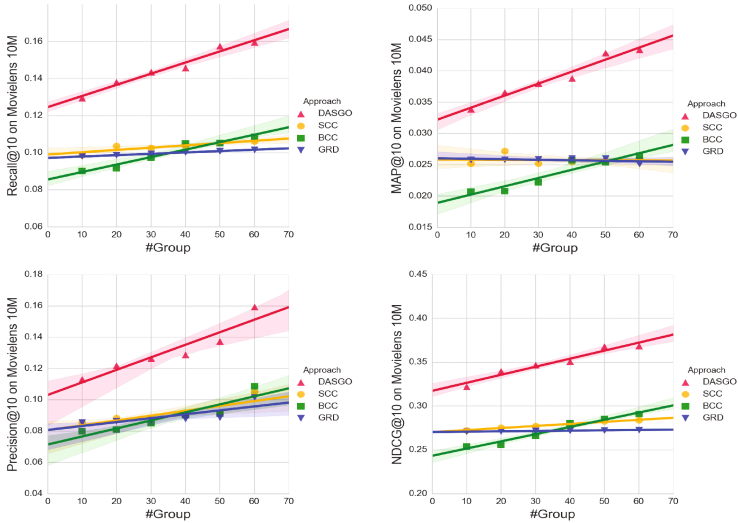 Recall@10 on Movielens 10M
0.16
0.14
0.12
0.10
0.08
0.06
0 10 20 30 40 50 60 70
#Group
Approach
DASGO
SCC
BCC
GRD
MAP@10 on Movielens 10M
0.050
0.045
0.040
0.035
0.030
0.025
0.020
0.015
0 10 20 30 40 50 60 70
#Group
Approach
DASGO
SCC
BCC
GRD
Precision@10 on Movielens 10M
0.18
0.16
0.14
0.12
0.10
0.08
0.06
0.04
0 10 20 30 40 50 60 70
#Group
Approach
DASGO
SCC
BCC
GRD
NDCG@10 on Movielens 10M
0.45
0.40
0.35
0.30
0.25
0.20
0 10 20 30 40 50 60 70
#Group
Approach
DASGO
SCC
BCC
GRD